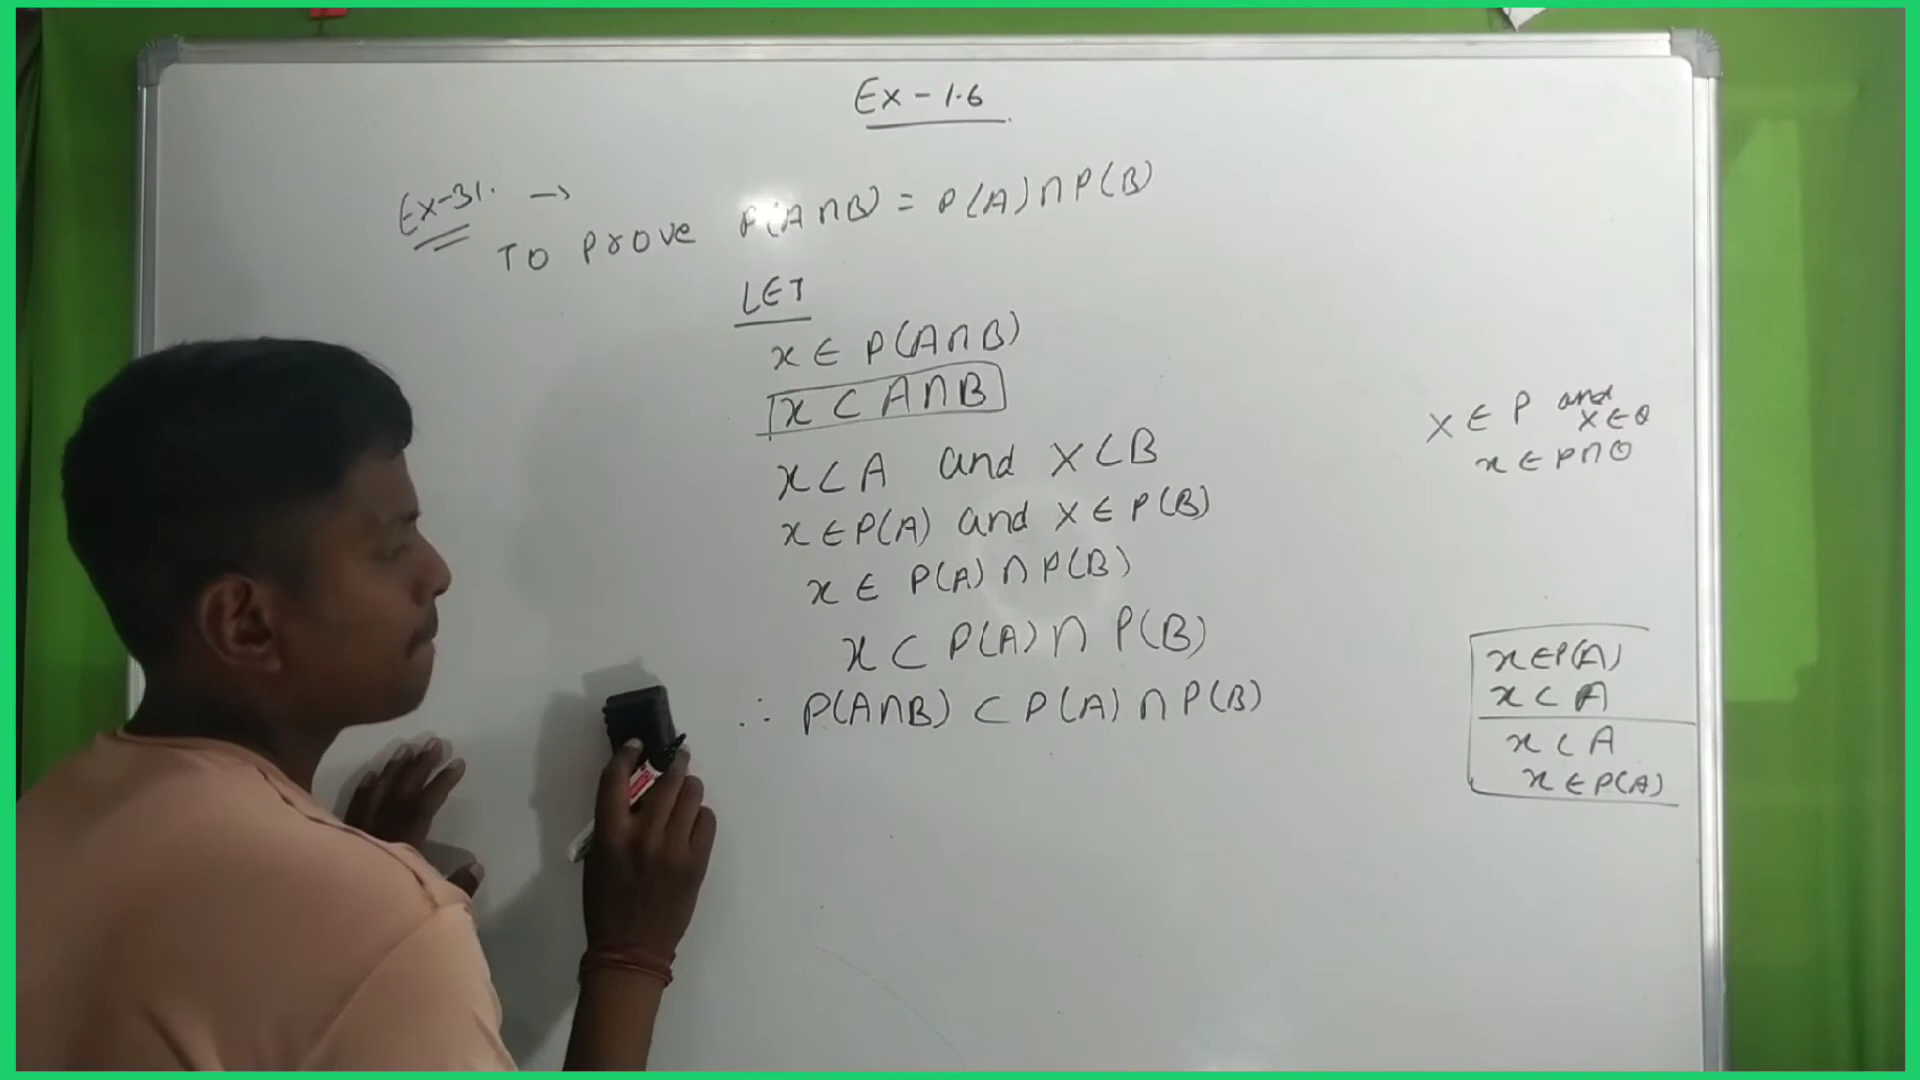 Ex - 1.6
Ex-31. →
TO Prove P(A∩B) = P(A)∩P(B)
LET
x ∈ P(A∩B)
x ⊂ A∩B
x ⊂ A and X ⊂ B
x ∈ P(A) and X ∈ P(B)
x ∈ P(A) ∩ P(B)
x ⊂ P(A) ∩ P(B)
∴ P(A∩B) ⊂ P(A) ∩ P(B)
X ∈ P and
X ∈ Q
x ∈ P∩Q
x ∈ P(A)
x ⊂ A
x ⊂ A
x ∈ P(A)